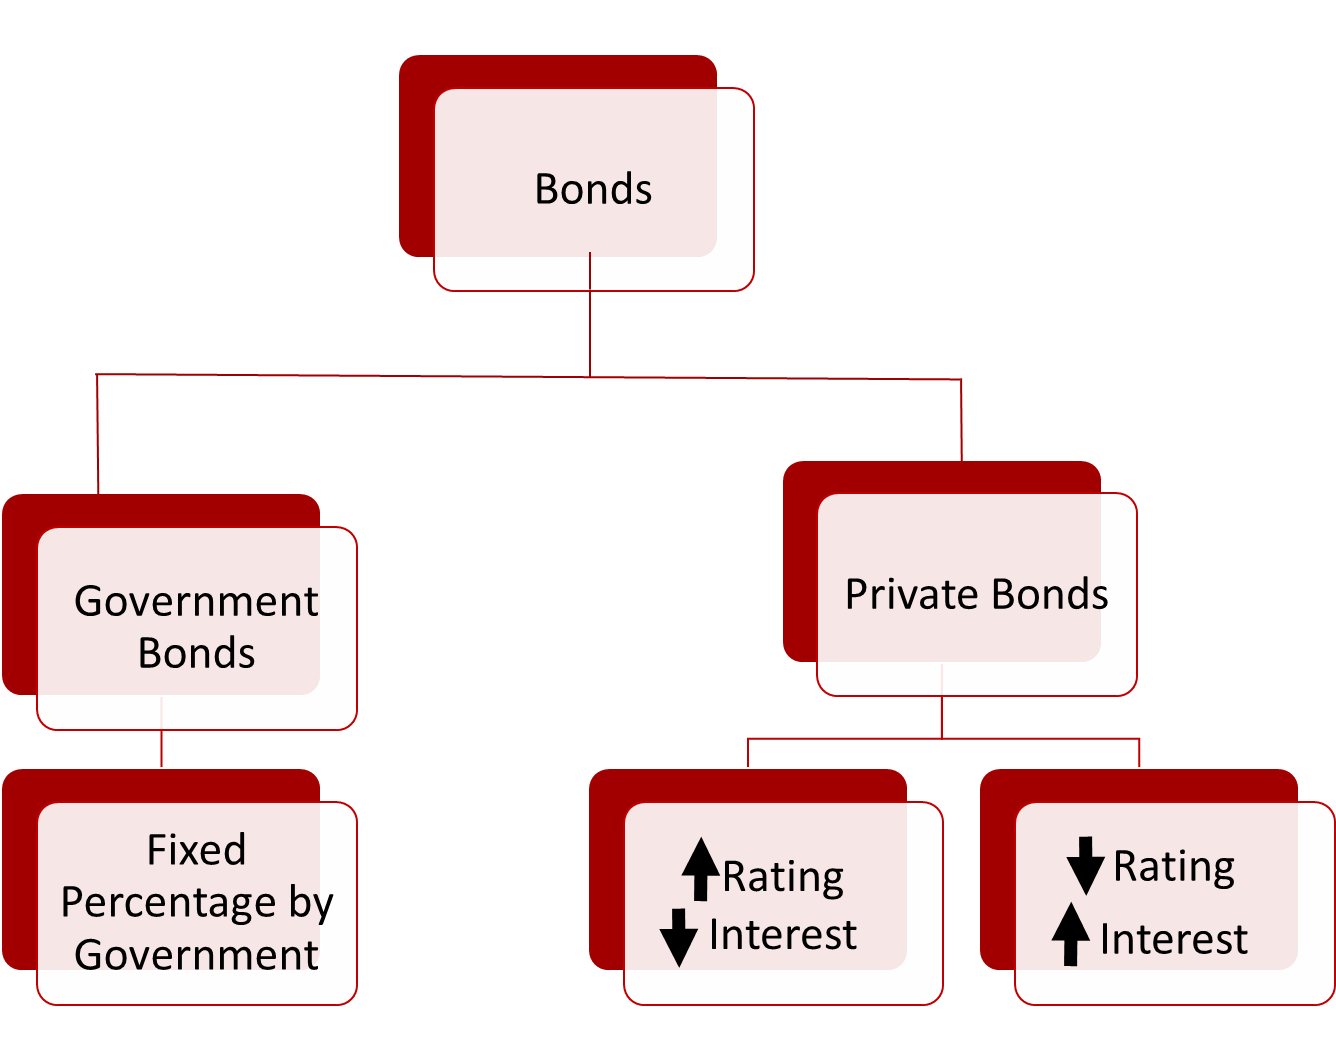 Bonds
Government
Bonds
Private Bonds
Fixed
Percentage by
Government
Rating
Interest
Rating
Interest